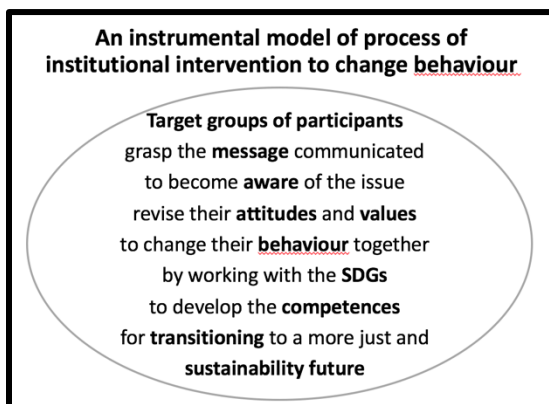 An instrumental model of process of
institutional intervention to change behaviour
Target groups of participants
grasp the message communicated
to become aware of the issue
revise their attitudes and values
to change their behaviour together
by working with the SDGs
to develop the competences
for transitioning to a more just and
sustainability future